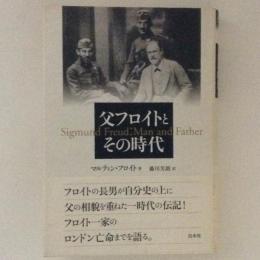 父フロイトと
Sigmund Freud: Man and Father
その時代
マルティン・フロイト 著 藤川芳朗 訳
フロイトの長男が自分史の上に
父の相貌を重ねた一時代の伝記!
フロイト一家の
ロンドン亡命までを語る。
白水社